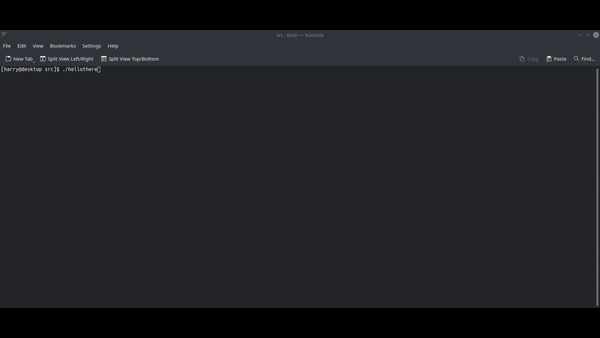 src : bash — Konsole
File Edit View Bookmarks Settings Help
New Tab Split View Left/Right Split View Top/Bottom Copy Paste Find...
[harry@desktop src]$ ./hellothere